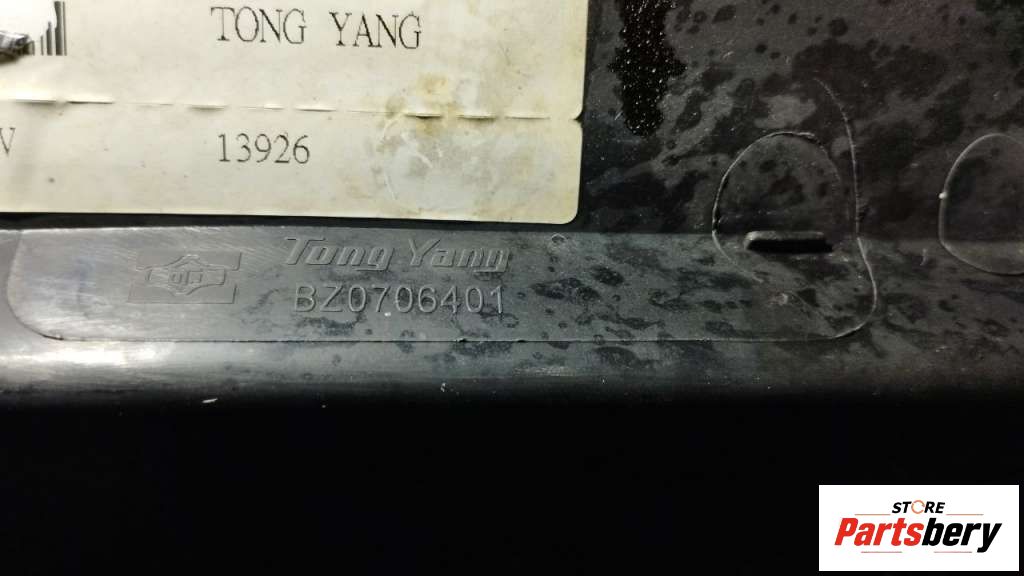 TONG YANG
V
13926
Tong Yang
BZ0706401
STORE
Partsbery